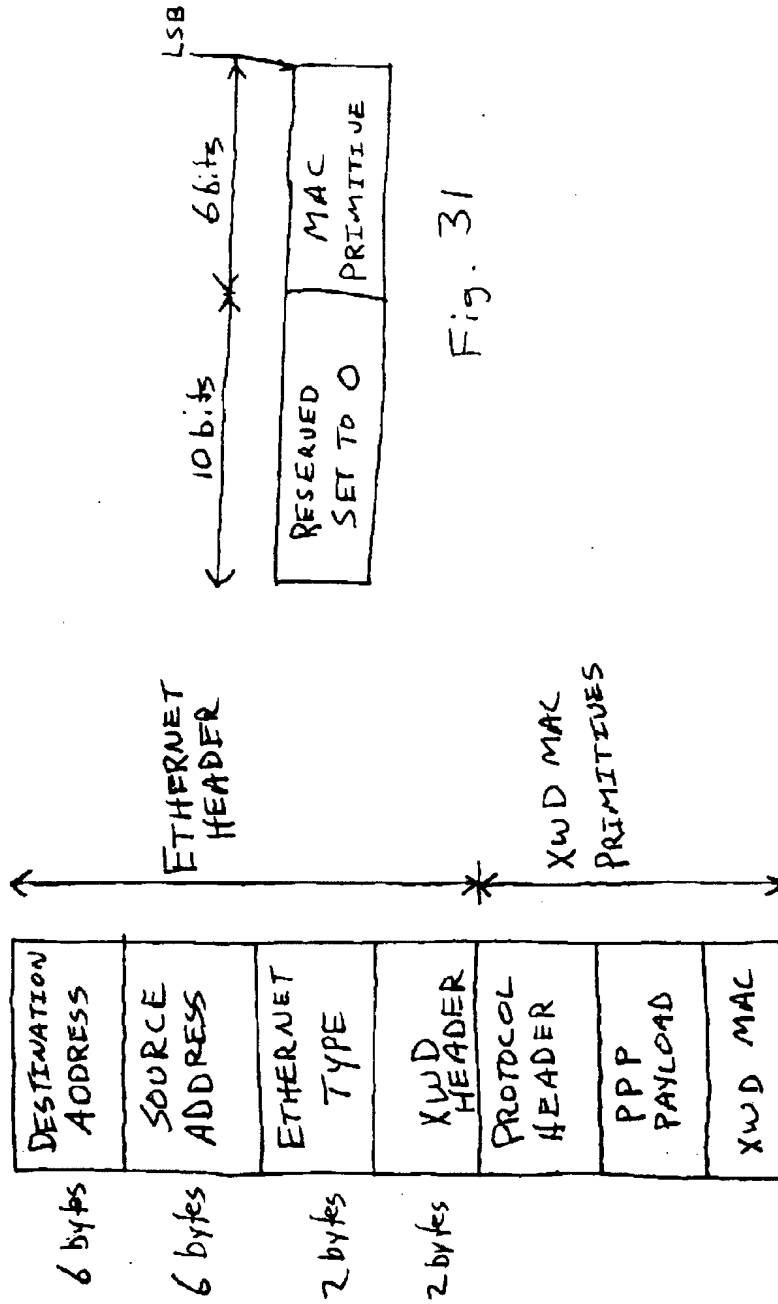 DESTINATION
ADDRESS
SOURCE
ADDRESS
ETHERNET
TYPE
XWD
HEADER
PROTOCOL
HEADER
PPP
PAYLOAD
XWD MAC
6 bytes
6 bytes
2 bytes
2 bytes
ETHERNET
HEADER
XWD MAC
PRIMITIVES
10 bits
6 bits
LSB
RESERVED
SET TO 0
MAC
PRIMITIVE
Fig. 31